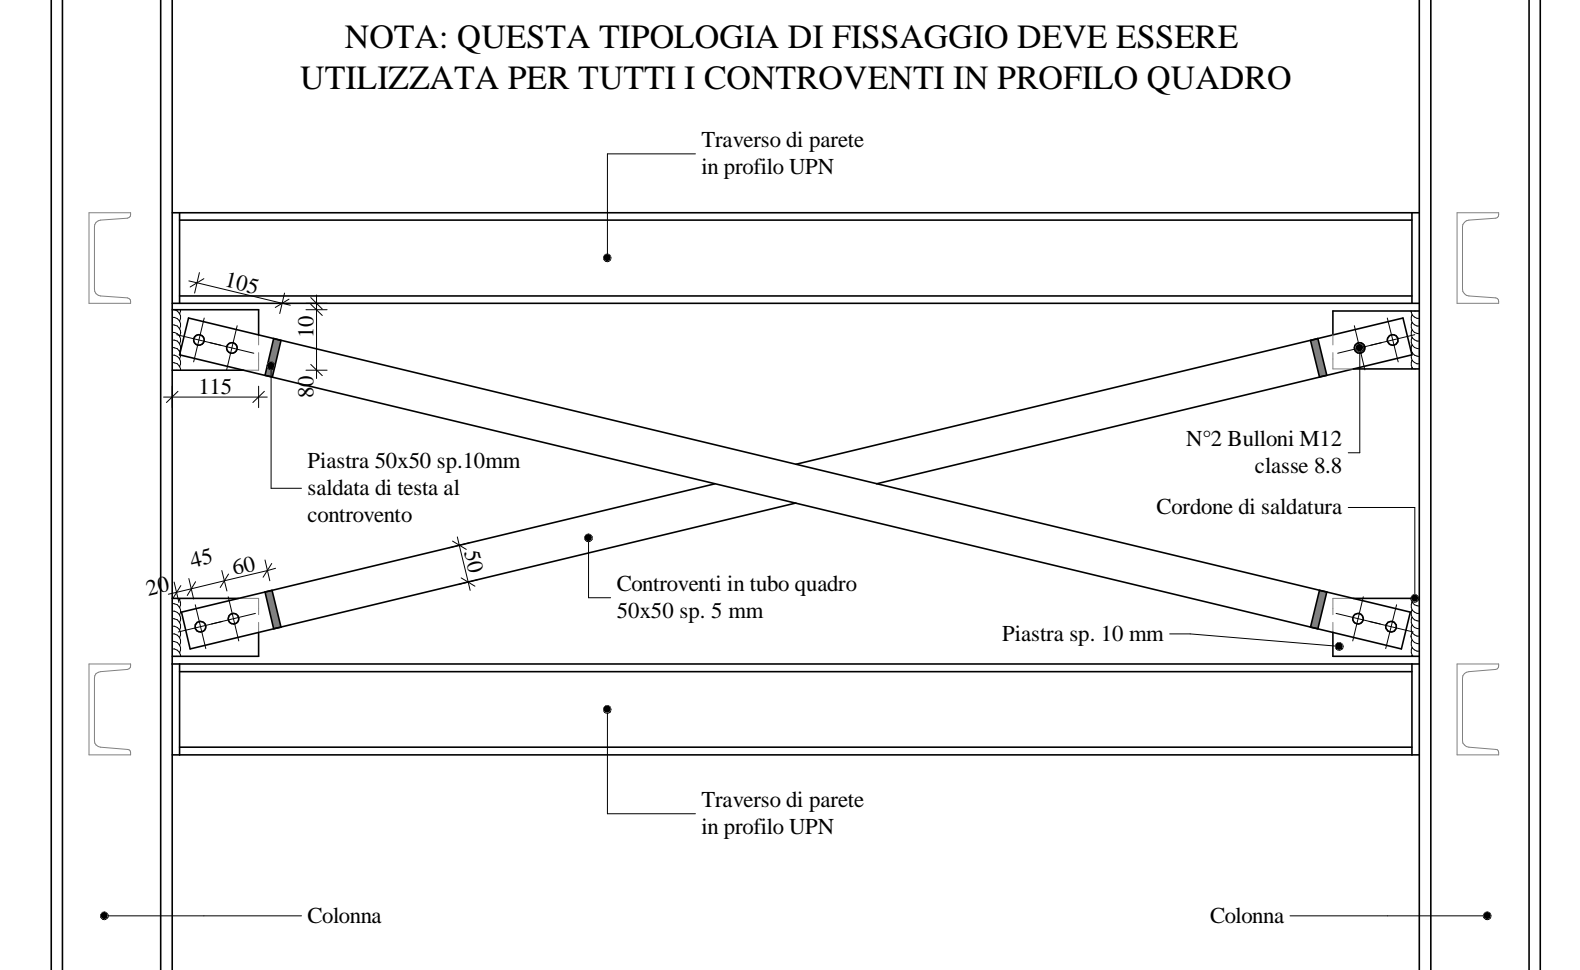 NOTA: QUESTA TIPOLOGIA DI FISSAGGIO DEVE ESSERE
UTILIZZATA PER TUTTI I CONTROVENTI IN PROFILO QUADRO
Traverso di parete
in profilo UPN
105
10
80
115
Piastra 50x50 sp.10mm
saldata di testa al
controvento
N°2 Bulloni M12
classe 8.8
Cordone di saldatura
20
45
60
50
Controventi in tubo quadro
50x50 sp. 5 mm
Piastra sp. 10 mm
Traverso di parete
in profilo UPN
Colonna
Colonna